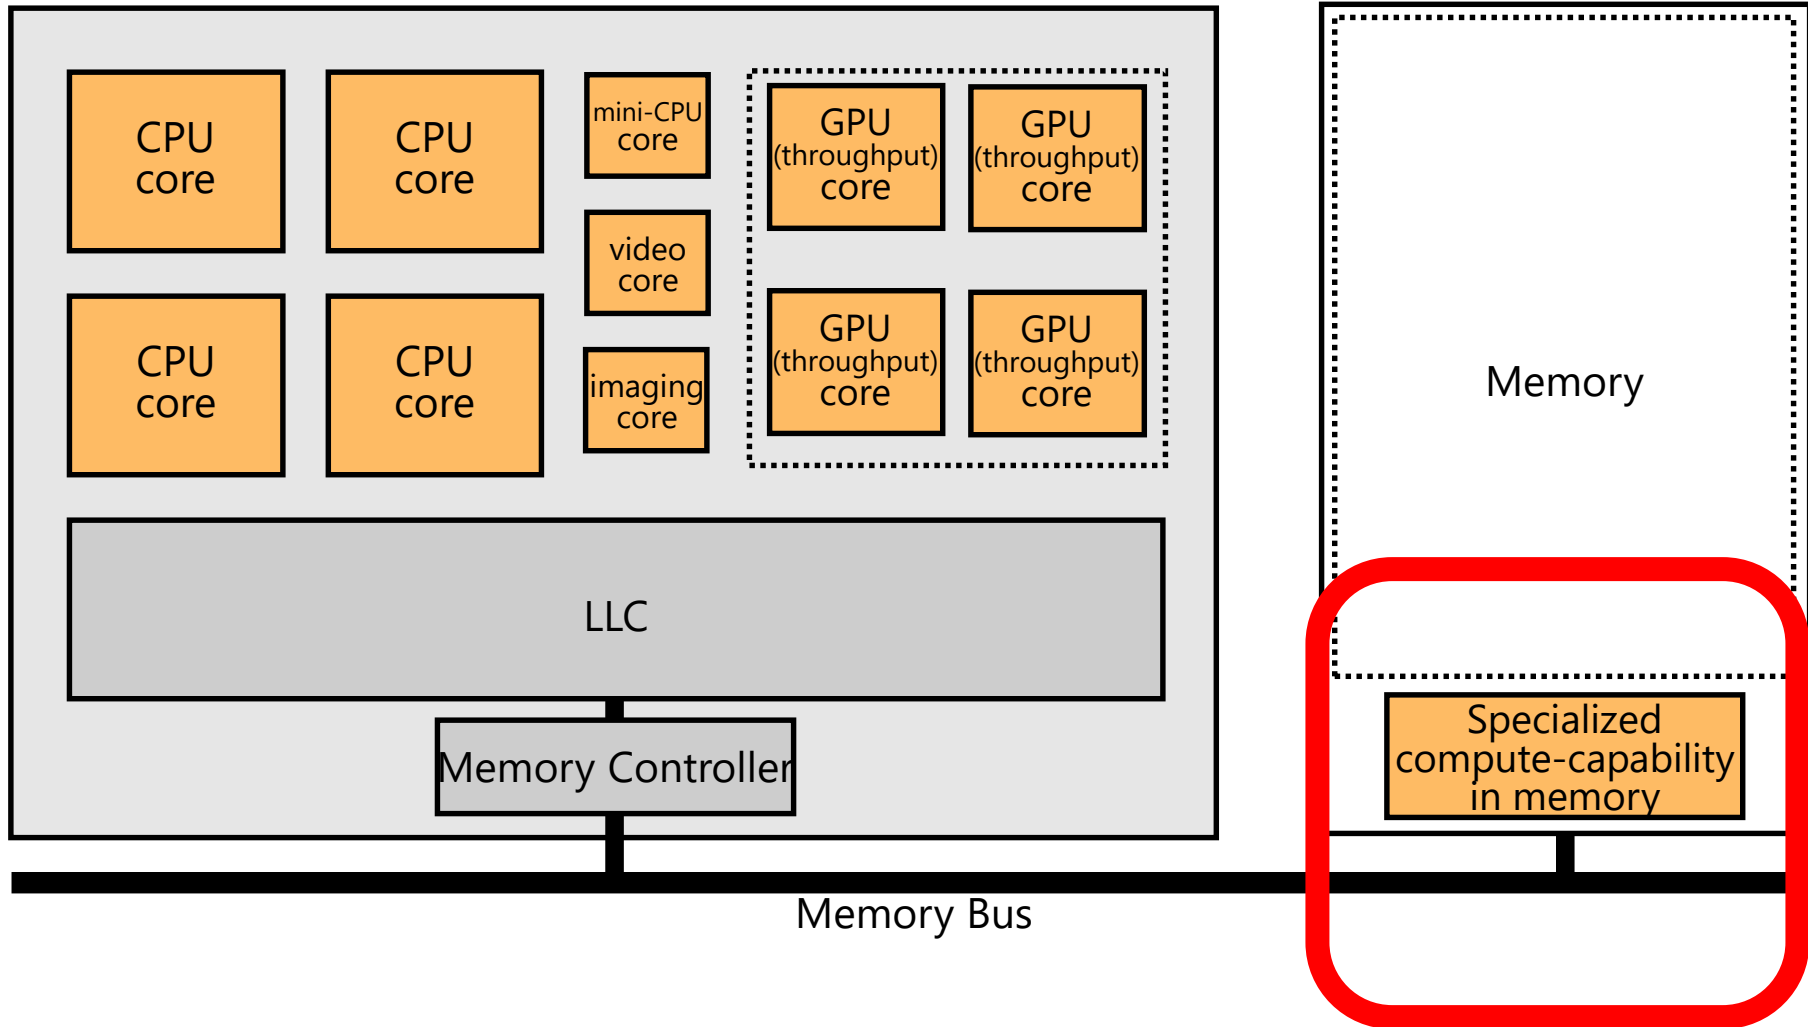 CPU
core
CPU
core
mini-CPU
core
GPU
(throughput)
core
GPU
(throughput)
core
video
core
CPU
core
CPU
core
imaging
core
GPU
(throughput)
core
GPU
(throughput)
core
LLC
Memory Controller
Memory Bus
Memory
Specialized
compute-capability
in memory